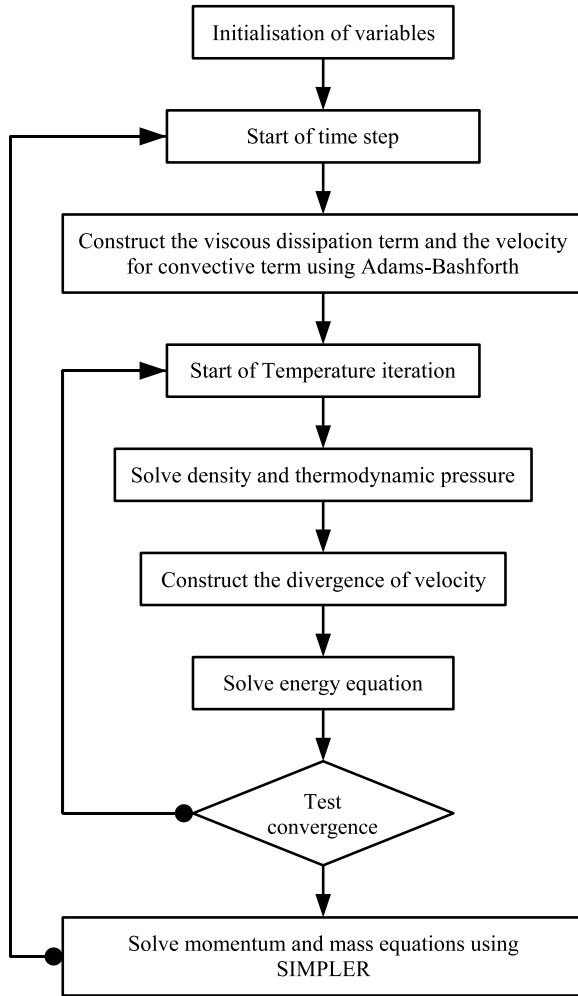 Initialisation of variables
Start of time step
Construct the viscous dissipation term and the velocity
for convective term using Adams-Bashforth
Start of Temperature iteration
Solve density and thermodynamic pressure
Construct the divergence of velocity
Solve energy equation
Test
convergence
Solve momentum and mass equations using
SIMPLER